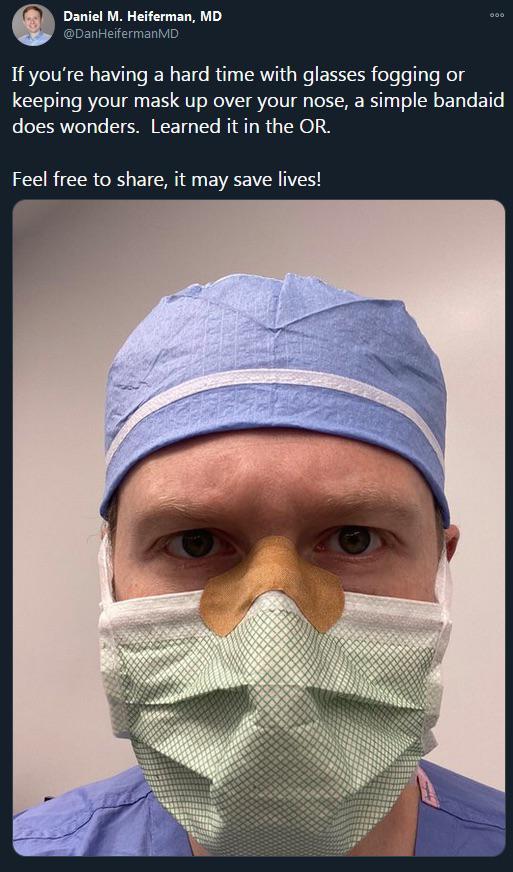 Daniel M. Heiferman, MD
@DanHeifermanMD
If you’re having a hard time with glasses fogging or
keeping your mask up over your nose, a simple bandaid
does wonders.  Learned it in the OR.
Feel free to share, it may save lives!